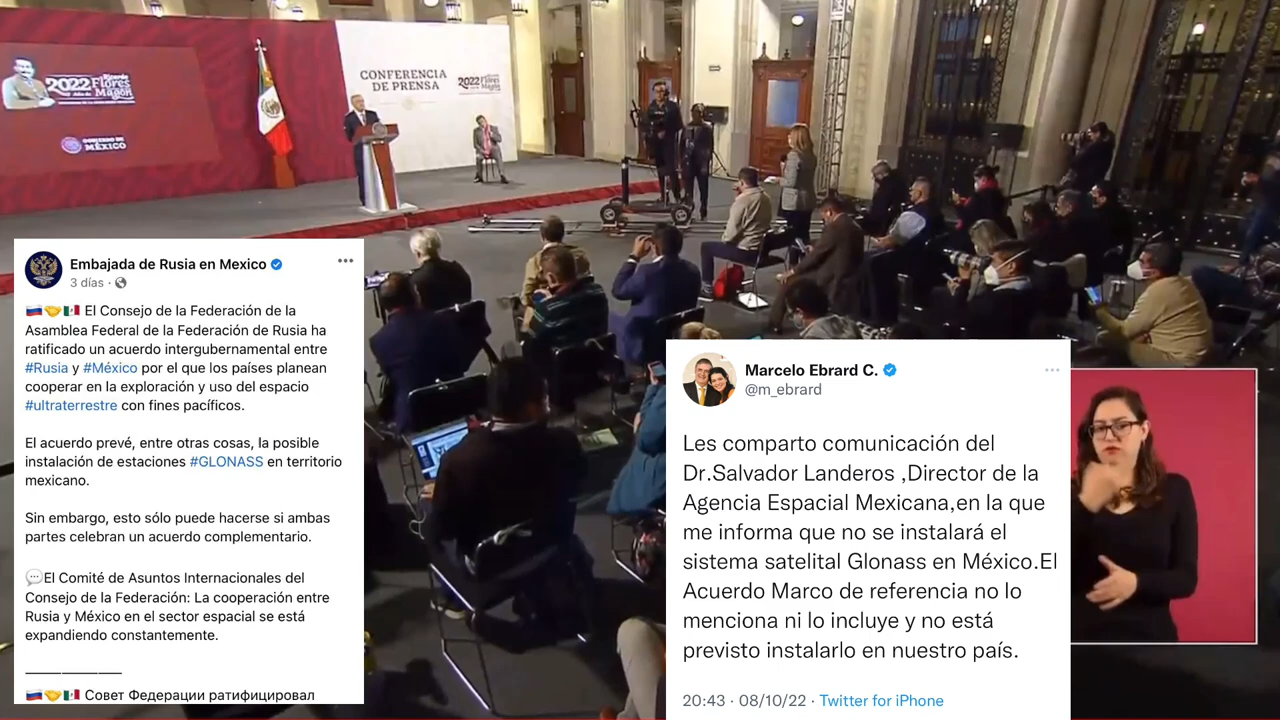 2022 Ricardo
Flores
Magón
GOBIERNO DE
MÉXICO
CONFERENCIA
DE PRENSA
2022 Ricardo
Flores
Magón
Embajada de Rusia en Mexico
3 días ·
🇷🇺🤝🇲🇽 El Consejo de la Federación de la
Asamblea Federal de la Federación de Rusia ha
ratificado un acuerdo intergubernamental entre
#Rusia y #México por el que los países planean
cooperar en la exploración y uso del espacio
#ultraterrestre con fines pacíficos.
El acuerdo prevé, entre otras cosas, la posible
instalación de estaciones #GLONASS en territorio
mexicano.
Sin embargo, esto sólo puede hacerse si ambas
partes celebran un acuerdo complementario.
💬El Comité de Asuntos Internacionales del
Consejo de la Federación: La cooperación entre
Rusia y México en el sector espacial se está
expandiendo constantemente.
🇷🇺🤝🇲🇽 Совет Федерации ратифицировал
Marcelo Ebrard C.
@m_ebrard
Les comparto comunicación del
Dr.Salvador Landeros ,Director de la
Agencia Espacial Mexicana,en la que
me informa que no se instalará el
sistema satelital Glonass en México.El
Acuerdo Marco de referencia no lo
menciona ni lo incluye y no está
previsto instalarlo en nuestro país.
20:43 · 08/10/22 · Twitter for iPhone